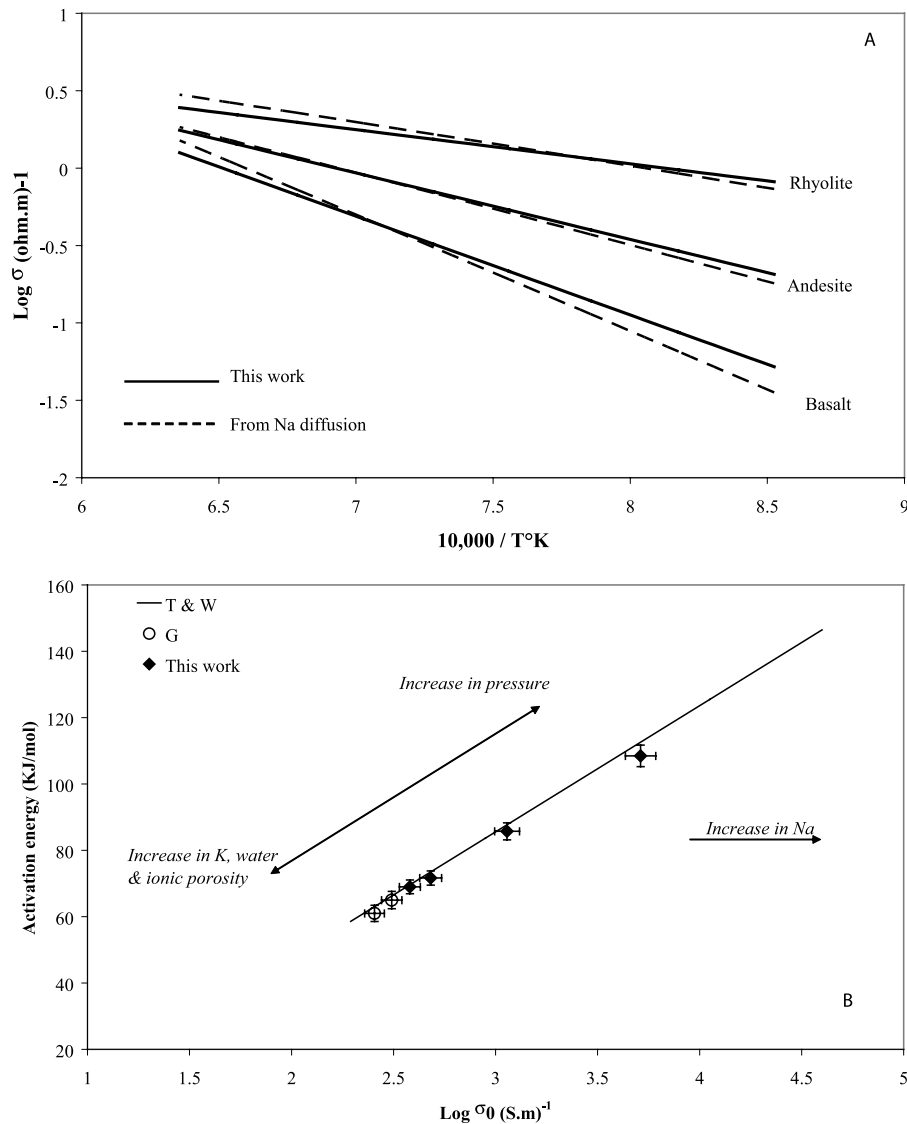 A
1
0.5
0
-0.5
-1
-1.5
-2
Log σ (ohm.m)-1
Rhyolite
Andesite
Basalt
This work
From Na diffusion
6
6.5
7
7.5
8
8.5
9
10,000 / T°K
160
140
120
100
80
60
40
20
Activation energy (KJ/mol)
T & W
G
This work
Increase in pressure
Increase in K, water
& ionic porosity
Increase in Na
B
1
1.5
2
2.5
3
3.5
4
4.5
5
Log σ0 (S.m)-1